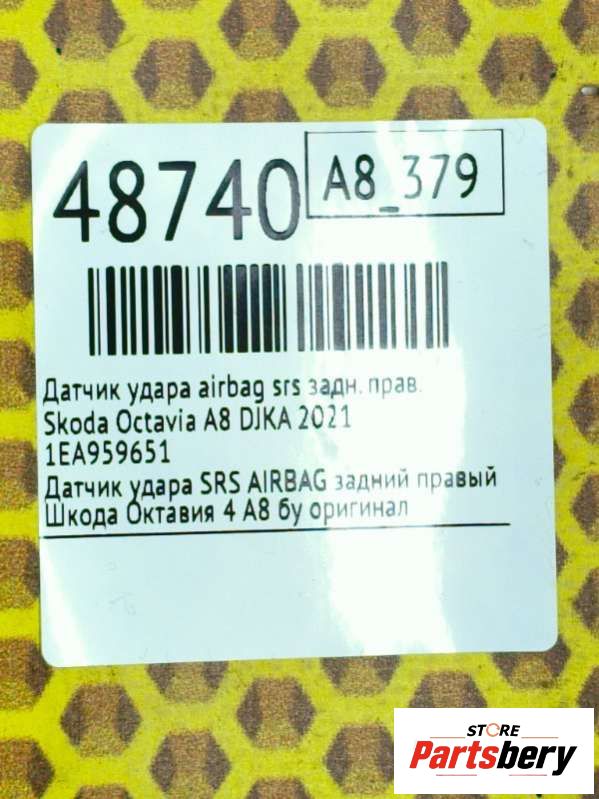 48740
A8_379
Датчик удара airbag srs задн. прав.
Skoda Octavia A8 DJKA 2021
1EA959651
Датчик удара SRS AIRBAG задний правый
Шкода Октавия 4 А8 бу оригинал
STORE
Partsbery